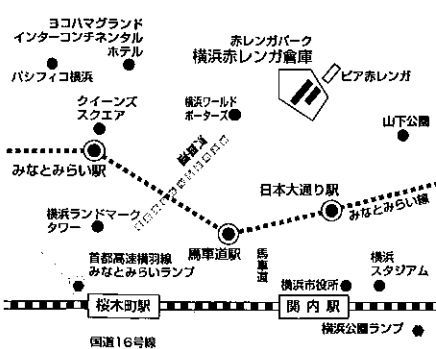 ヨコハマグランド
インターコンチネンタル
ホテル
パシフィコ横浜
赤レンガパーク
横浜赤レンガ倉庫
ピア赤レンガ
クイーンズ
スクエア
横浜ワールド
ポーターズ
山下公園
汽車道
みなとみらい駅
日本大通り駅
みなとみらい線
横浜ランドマーク
タワー
馬車道駅
馬車道
首都高速横羽線
みなとみらいランプ
横浜市役所
横浜
スタジアム
桜木町駅
関内駅
横浜公園ランプ
国道16号線